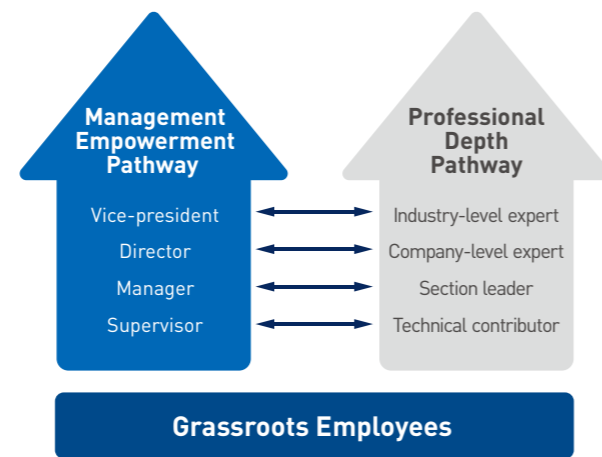 Management
Empowerment
Pathway
Vice-president
Director
Manager
Supervisor
Professional
Depth
Pathway
Industry-level expert
Company-level expert
Section leader
Technical contributor
Grassroots Employees